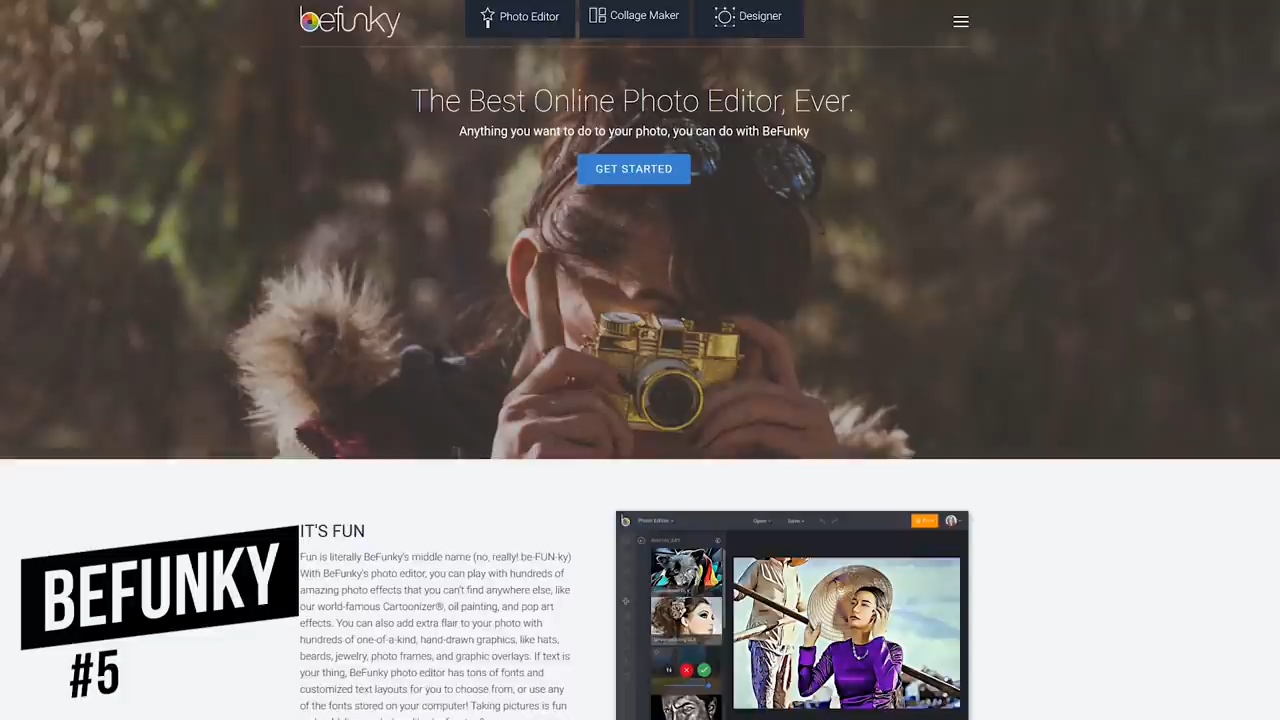 befunky
Photo Editor
Collage Maker
Designer
The Best Online Photo Editor, Ever.
Anything you want to do to your photo, you can do with BeFunky
GET STARTED
IT'S FUN
Fun is literally BeFunky's middle name (no, really! be-FUN-ky)
With BeFunky's photo editor, you can play with hundreds of
amazing photo effects that you can't find anywhere else, like
our world-famous Cartoonizer®, oil painting, and pop art
effects. You can also add extra flair to your photo with
hundreds of one-of-a-kind, hand-drawn graphics, like hats,
beards, jewelry, photo frames, and graphic overlays. If text is
your thing, BeFunky photo editor has tons of fonts and
customized text layouts for you to choose from, or use any
of the fonts stored on your computer! Taking pictures is fun
BEFUNKY
#5
Photo Editor
Open
Save